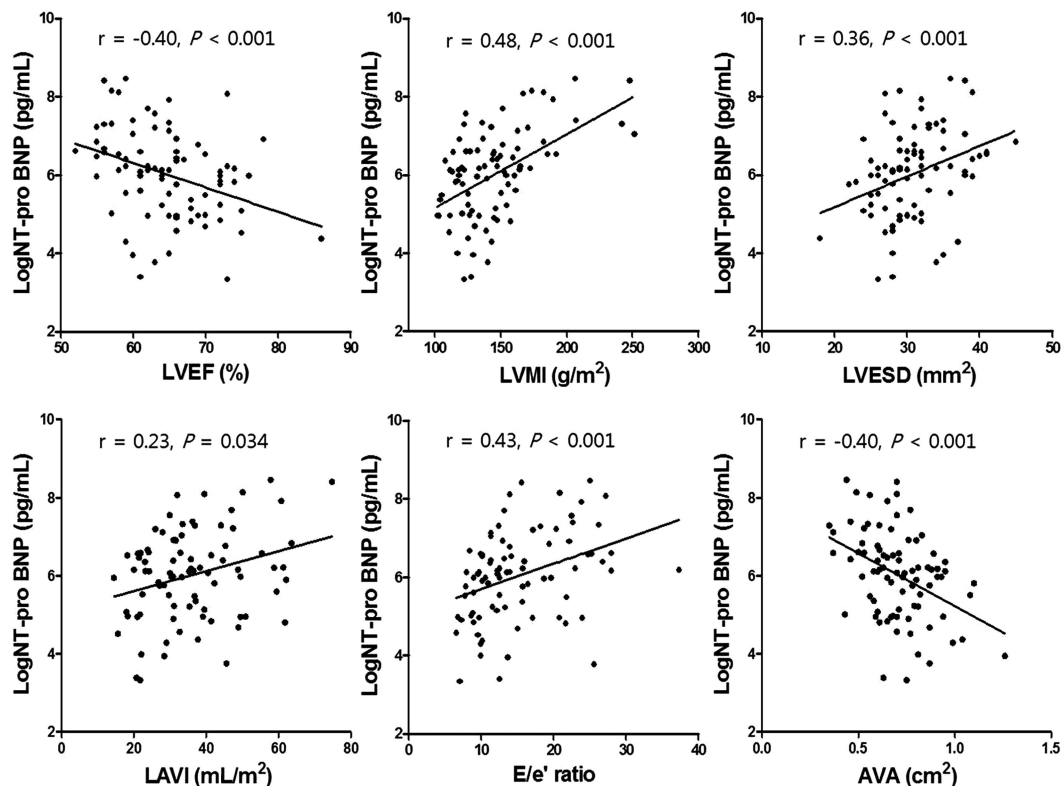 r = -0.40, P < 0.001
LogNT-pro BNP (pg/mL)
10
8
6
4
2
50 60 70 80 90
LVEF (%)
r = 0.48, P < 0.001
LogNT-pro BNP (pg/mL)
10
8
6
4
2
100 150 200 250 300
LVMI (g/m²)
r = 0.36, P < 0.001
LogNT-pro BNP (pg/mL)
10
8
6
4
2
10 20 30 40 50
LVESD (mm²)
r = 0.23, P = 0.034
LogNT-pro BNP (pg/mL)
10
8
6
4
2
0 20 40 60 80
LAVI (mL/m²)
r = 0.43, P < 0.001
LogNT-pro BNP (pg/mL)
10
8
6
4
2
0 10 20 30 40
E/e' ratio
r = -0.40, P < 0.001
LogNT-pro BNP (pg/mL)
10
8
6
4
2
0.0 0.5 1.0 1.5
AVA (cm²)